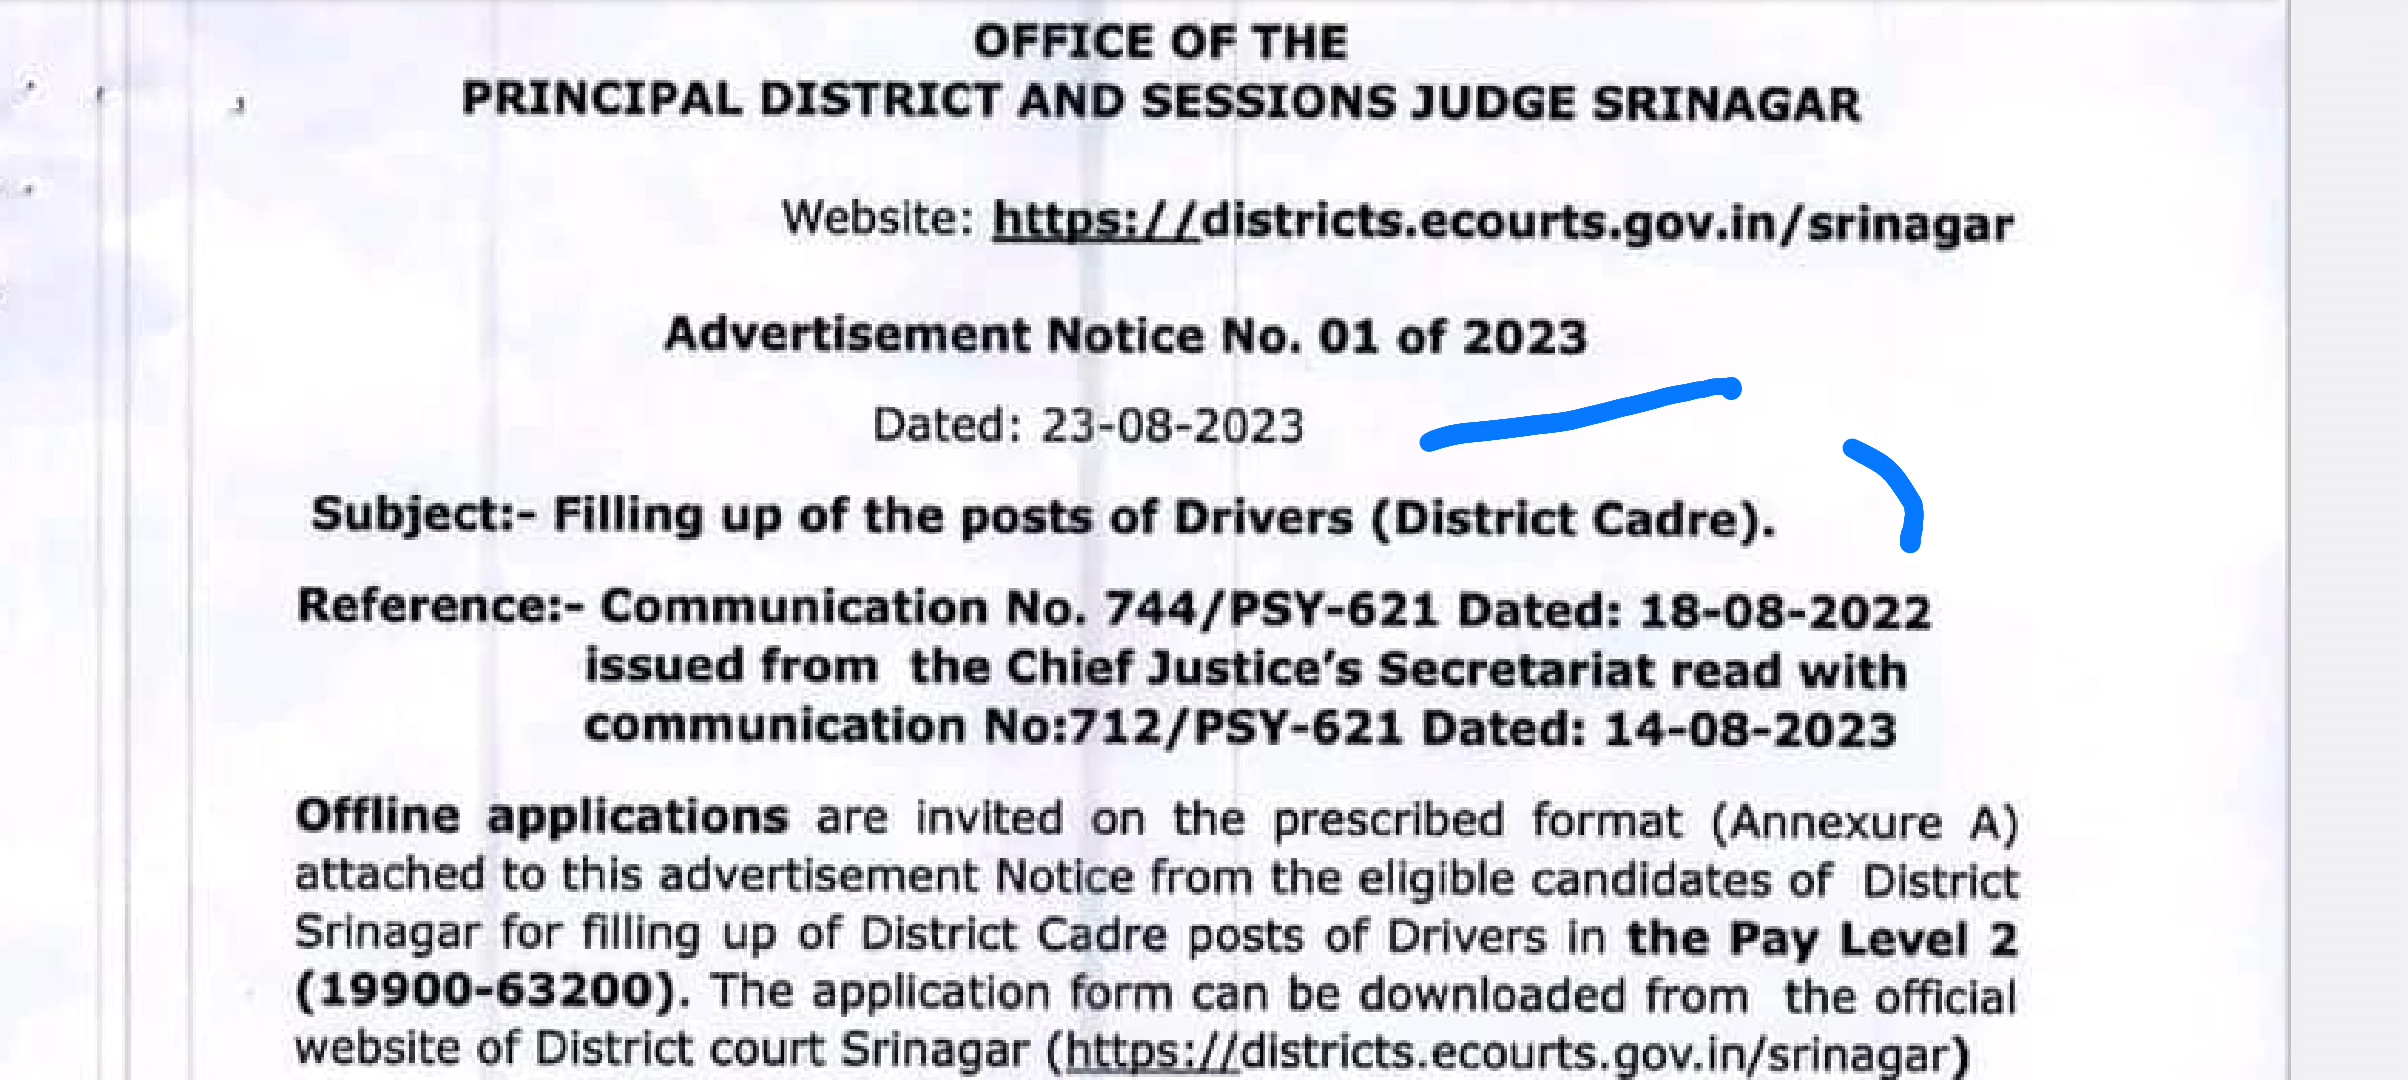 OFFICE OF THE
PRINCIPAL DISTRICT AND SESSIONS JUDGE SRINAGAR
Website: https://districts.ecourts.gov.in/srinagar
Advertisement Notice No. 01 of 2023
Dated: 23-08-2023
Subject:- Filling up of the posts of Drivers (District Cadre).
Reference:- Communication No. 744/PSY-621 Dated: 18-08-2022
issued from the Chief Justice’s Secretariat read with
communication No:712/PSY-621 Dated: 14-08-2023
Offline applications are invited on the prescribed format (Annexure A)
attached to this advertisement Notice from the eligible candidates of District
Srinagar for filling up of District Cadre posts of Drivers in the Pay Level 2
(19900-63200). The application form can be downloaded from the official
website of District court Srinagar (https://districts.ecourts.gov.in/srinagar)